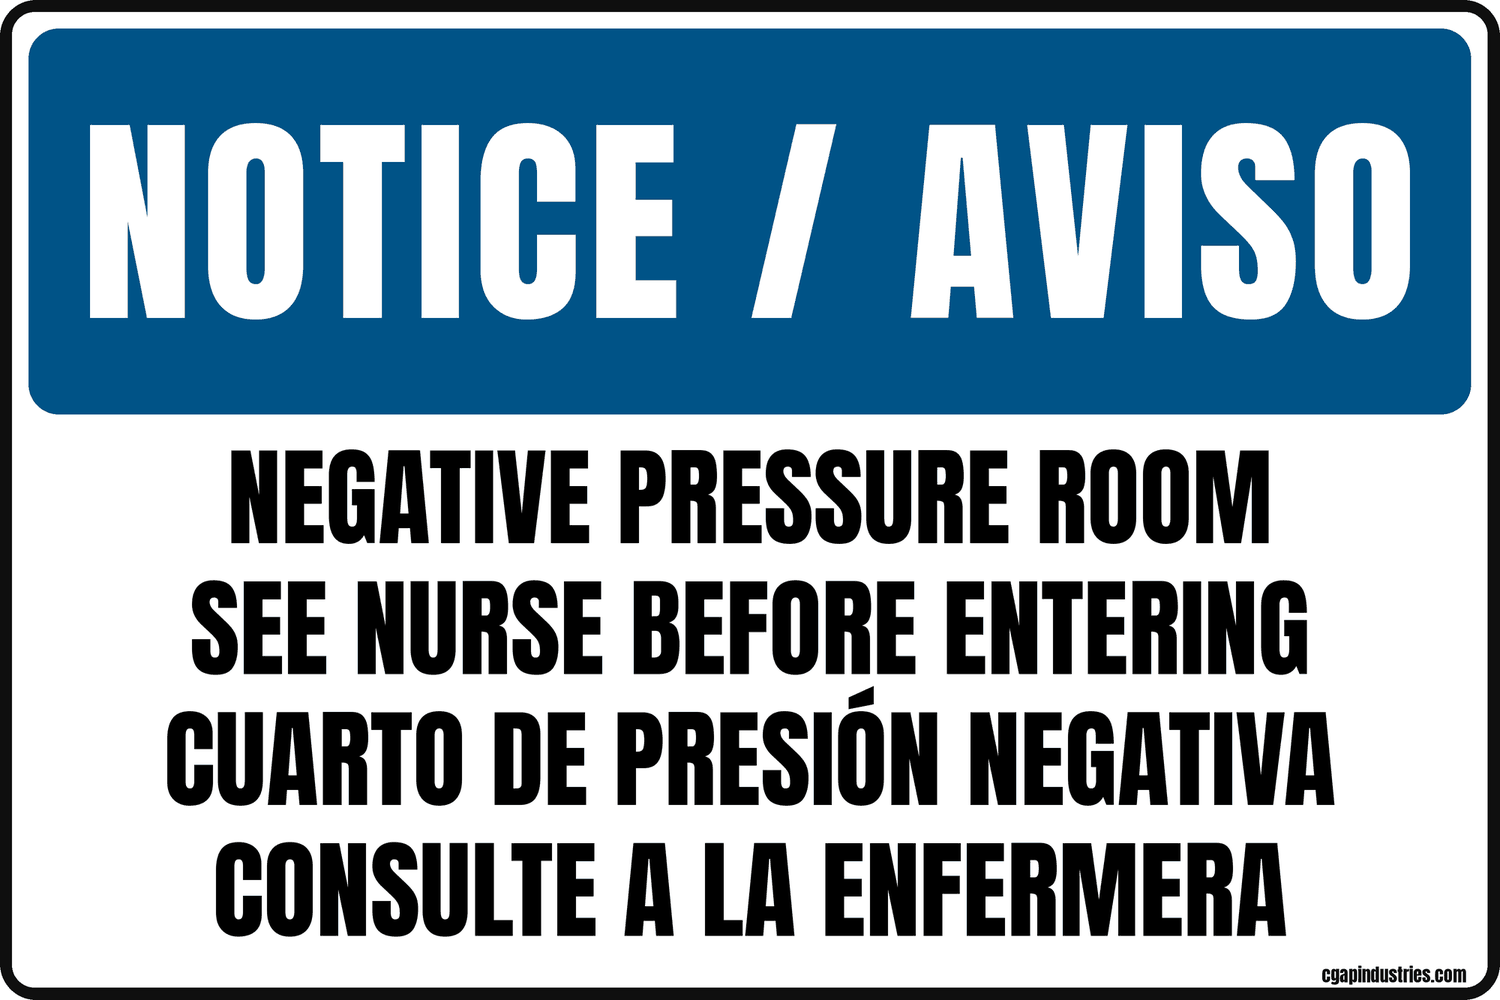 NOTICE / AVISO
NEGATIVE PRESSURE ROOM
SEE NURSE BEFORE ENTERING
CUARTO DE PRESIÓN NEGATIVA
CONSULTE A LA ENFERMERA
cgapindustries.com